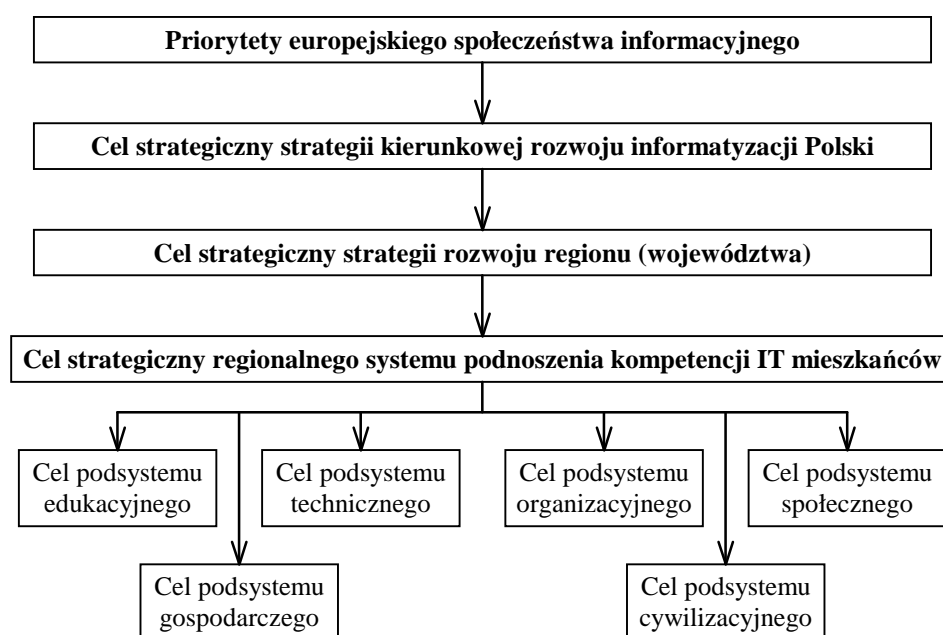 Priorytety europejskiego społeczeństwa informacyjnego
Cel strategiczny strategii kierunkowej rozwoju informatyzacji Polski
Cel strategiczny strategii rozwoju regionu (województwa)
Cel strategiczny regionalnego systemu podnoszenia kompetencji IT mieszkańców
Cel podsystemu
edukacyjnego
Cel podsystemu
technicznego
Cel podsystemu
organizacyjnego
Cel podsystemu
społecznego
Cel podsystemu
gospodarczego
Cel podsystemu
cywilizacyjnego